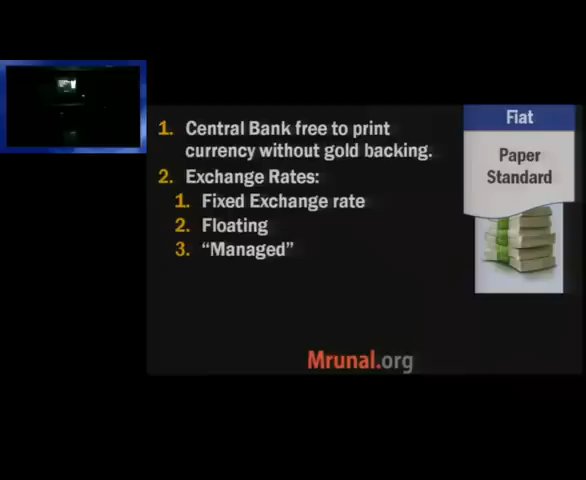 1. Central Bank free to print
currency without gold backing.
2. Exchange Rates:
1. Fixed Exchange rate
2. Floating
3. “Managed”
Fiat
Paper
Standard
Mrunal.org